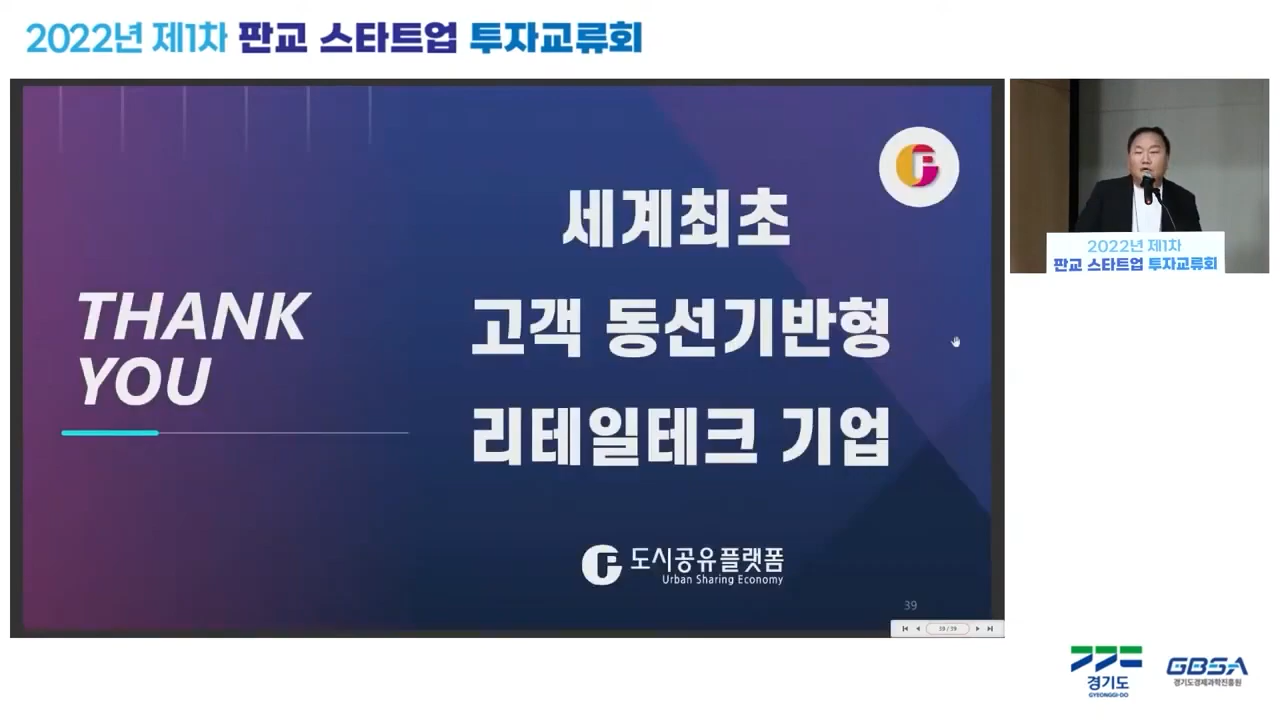 2022년 제1차 판교 스타트업 투자교류회
THANK
YOU
세계최초
고객 동선기반형
리테일테크 기업
도시공유플랫폼
Urban Sharing Economy
39
39 / 39
2022년 제1차
판교 스타트업 투자교류회
경기도
GYEONGGI-DO
GBSA
경기도경제과학진흥원